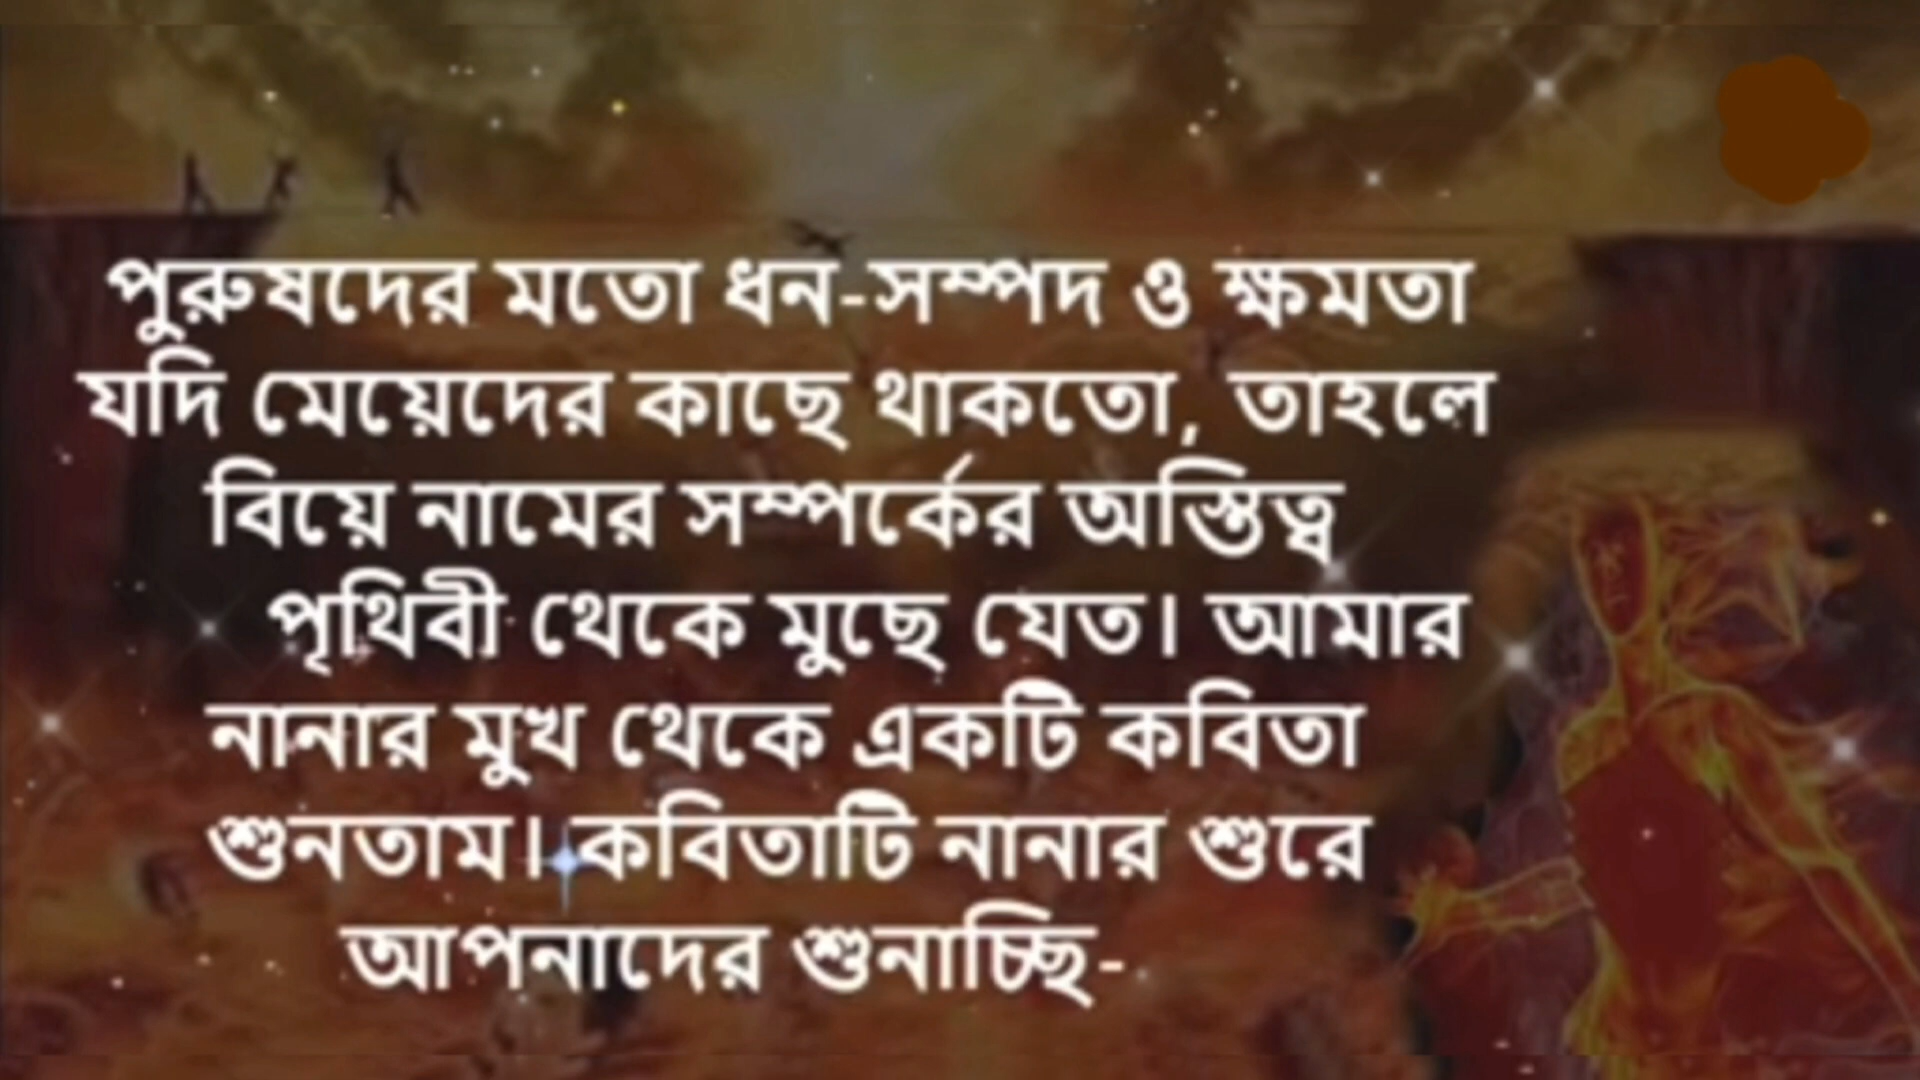 পুরুষদের মতো ধন-সম্পদ ও ক্ষমতা
যদি মেয়েদের কাছে থাকতো, তাহলে
বিয়ে নামের সম্পর্কের অস্তিত্ব
পৃথিবী থেকে মুছে যেত। আমার
নানার মুখ থেকে একটি কবিতা
শুনতাম। কবিতাটি নানার শুরে
আপনাদের শুনাচ্ছি-